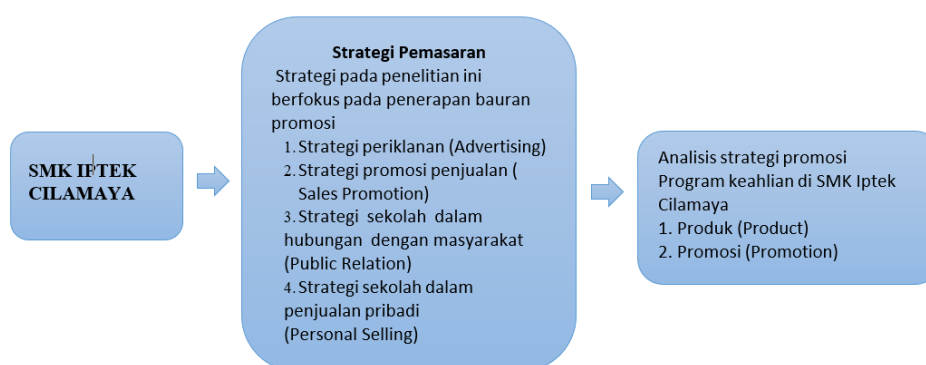 SMK IPTEK
CILAMAYA
Strategi Pemasaran
Strategi pada penelitian ini
berfokus pada penerapan bauran
promosi
1. Strategi periklanan (Advertising)
2. Strategi promosi penjualan (
Sales Promotion)
3. Strategi sekolah dalam
hubungan dengan masyarakat
(Public Relation)
4. Strategi sekolah dalam
penjualan pribadi
(Personal Selling)
Analisis strategi promosi
Program keahlian di SMK Iptek
Cilamaya
1. Produk (Product)
2. Promosi (Promotion)